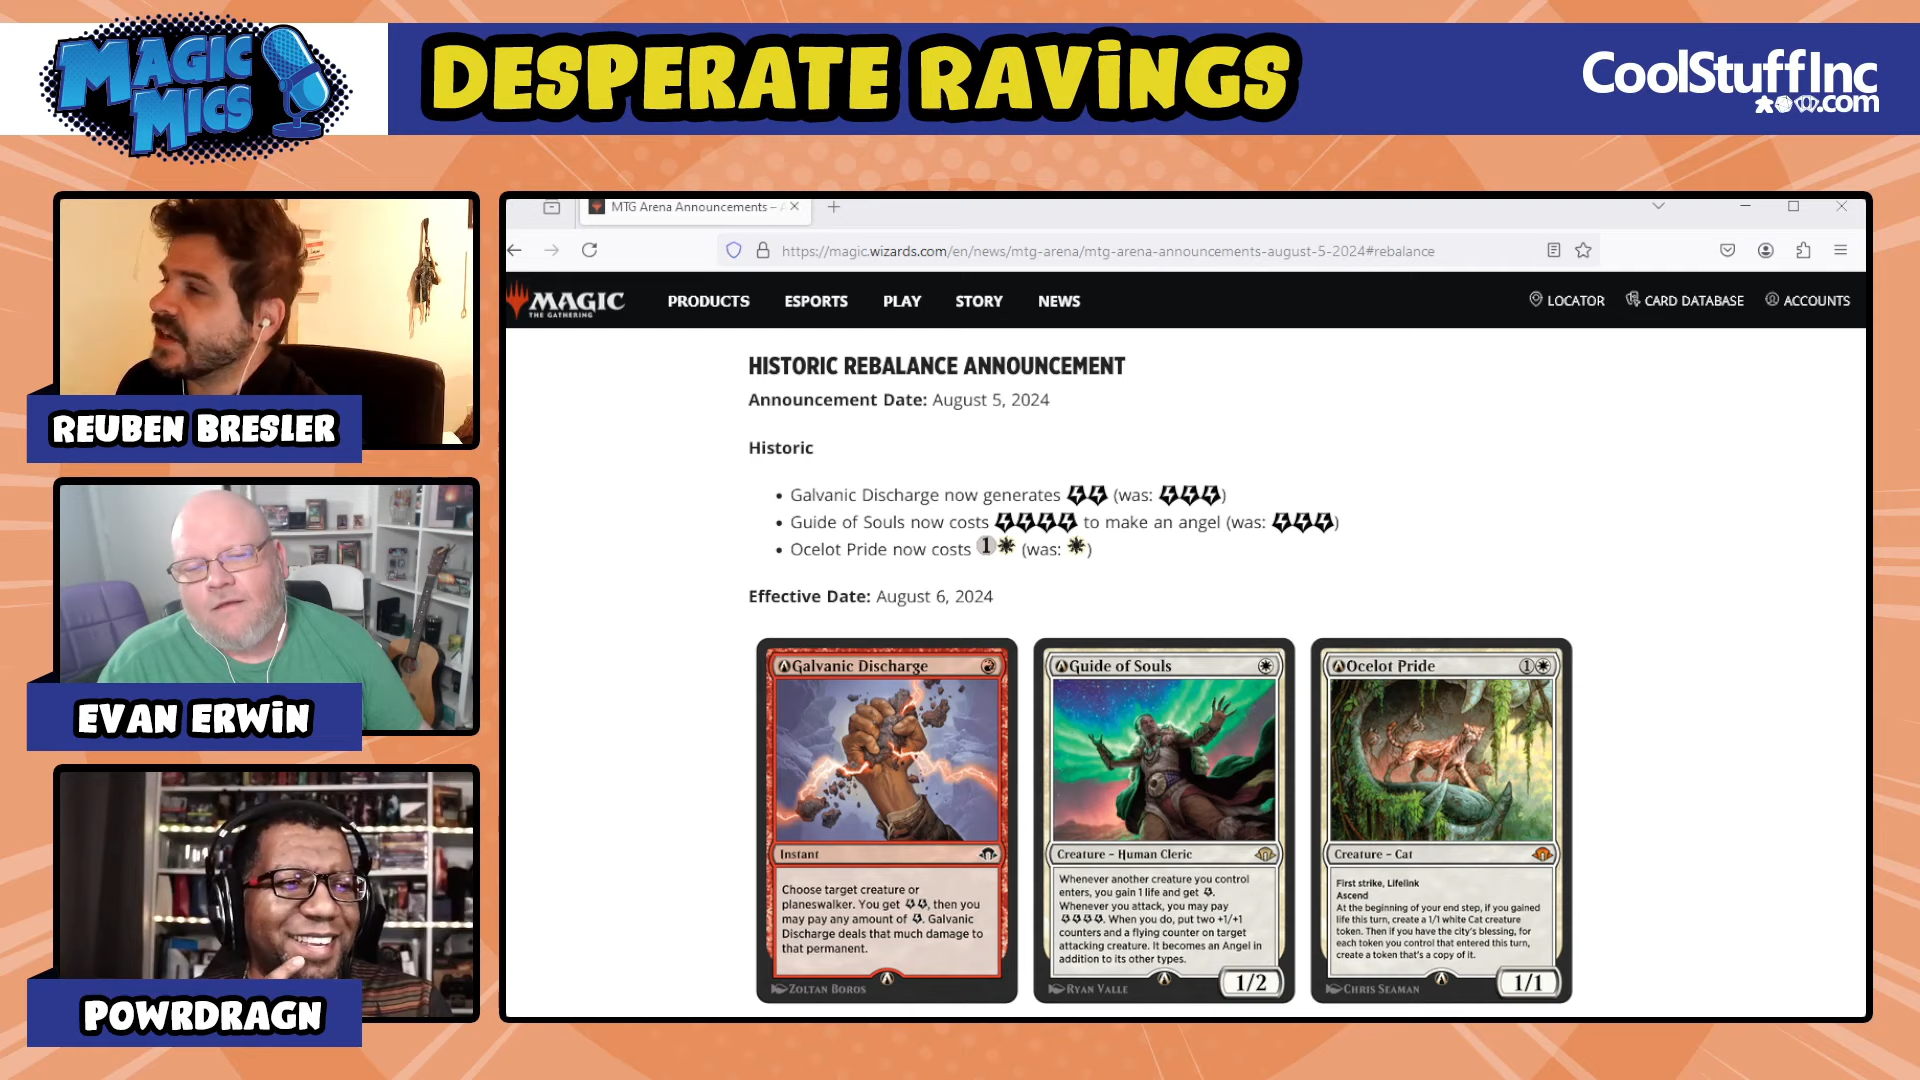 MAGIC MICS
DESPERATE RAVINGS
CoolStuffInc
.com
REUBEN BRESLER
EVAN ERWIN
POWRDRAGN
MTG Arena Announcements –
https://magic.wizards.com/en/news/mtg-arena/mtg-arena-announcements-august-5-2024#rebalance
MAGIC
THE GATHERING
PRODUCTS ESPORTS PLAY STORY NEWS
LOCATOR CARD DATABASE ACCOUNTS
HISTORIC REBALANCE ANNOUNCEMENT
Announcement Date: August 5, 2024
Historic
• Galvanic Discharge now generates (was: )
• Guide of Souls now costs to make an angel (was: )
• Ocelot Pride now costs 1 (was: )
Effective Date: August 6, 2024
Galvanic Discharge
Instant
Choose target creature or
planeswalker. You get , then you
may pay any amount of . Galvanic
Discharge deals that much damage to
that permanent.
ZOLTAN BOROS
Guide of Souls
Creature – Human Cleric
Whenever another creature you control
enters, you gain 1 life and get .
Whenever you attack, you may pay
. When you do, put two +1/+1
counters and a flying counter on target
attacking creature. It becomes an Angel in
addition to its other types.
1/2
RYAN VALLE
Ocelot Pride 1
Creature – Cat
First strike, Lifelink
Ascend
At the beginning of your end step, if you gained
life this turn, create a 1/1 white Cat creature
token. Then if you have the city's blessing, for
each token you control that entered this turn,
create a token that's a copy of it.
1/1
CHRIS SEAMAN